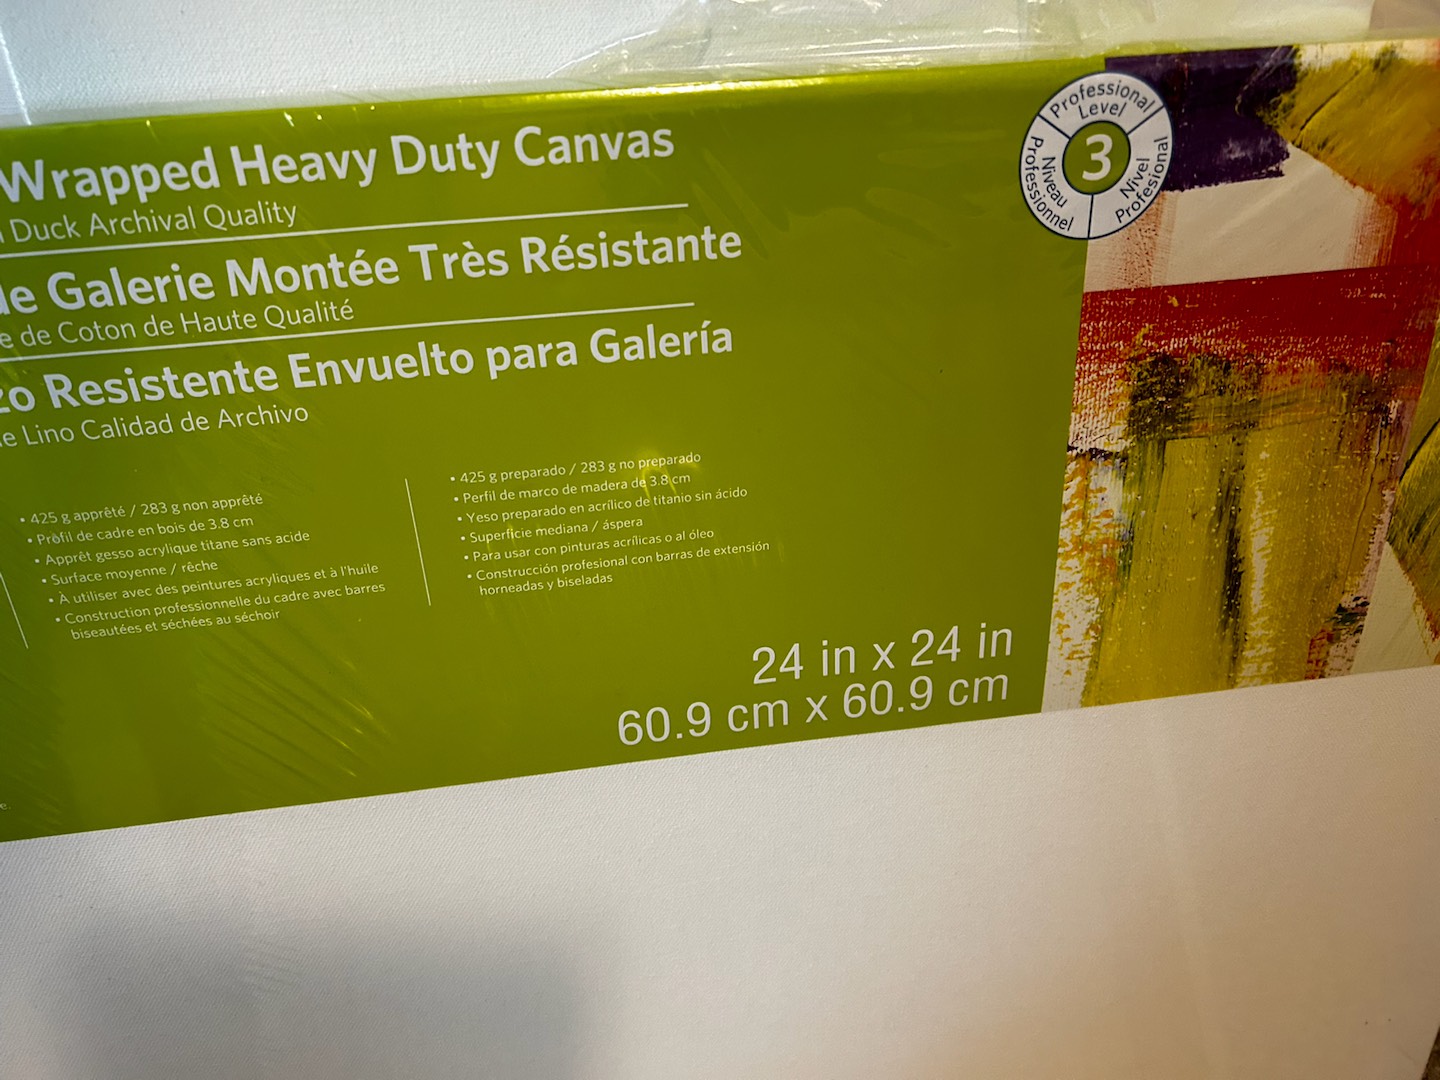 Wrapped Heavy Duty Canvas
Duck Archival Quality
de Galerie Montée Très Résistante
e de Coton de Haute Qualité
zo Resistente Envuelto para Galería
de Lino Calidad de Archivo
• 425 g apprêté / 283 g non apprêté
• Profil de cadre en bois de 3.8 cm
• Apprêt gesso acrylique titane sans acide
• Surface moyenne / rêche
• À utiliser avec des peintures acryliques et à l'huile
• Construction professionnelle du cadre avec barres
biseautées et séchées au séchoir
• 425 g preparado / 283 g no preparado
• Perfil de marco de madera de 3.8 cm
• Yeso preparado en acrílico de titanio sin ácido
• Superficie mediana / áspera
• Para usar con pinturas acrílicas o al óleo
• Construcción profesional con barras de extensión
horneadas y biseladas
24 in x 24 in
60.9 cm x 60.9 cm
Professional
Level
3
Niveau
Professionnel
Nivel
Profesional